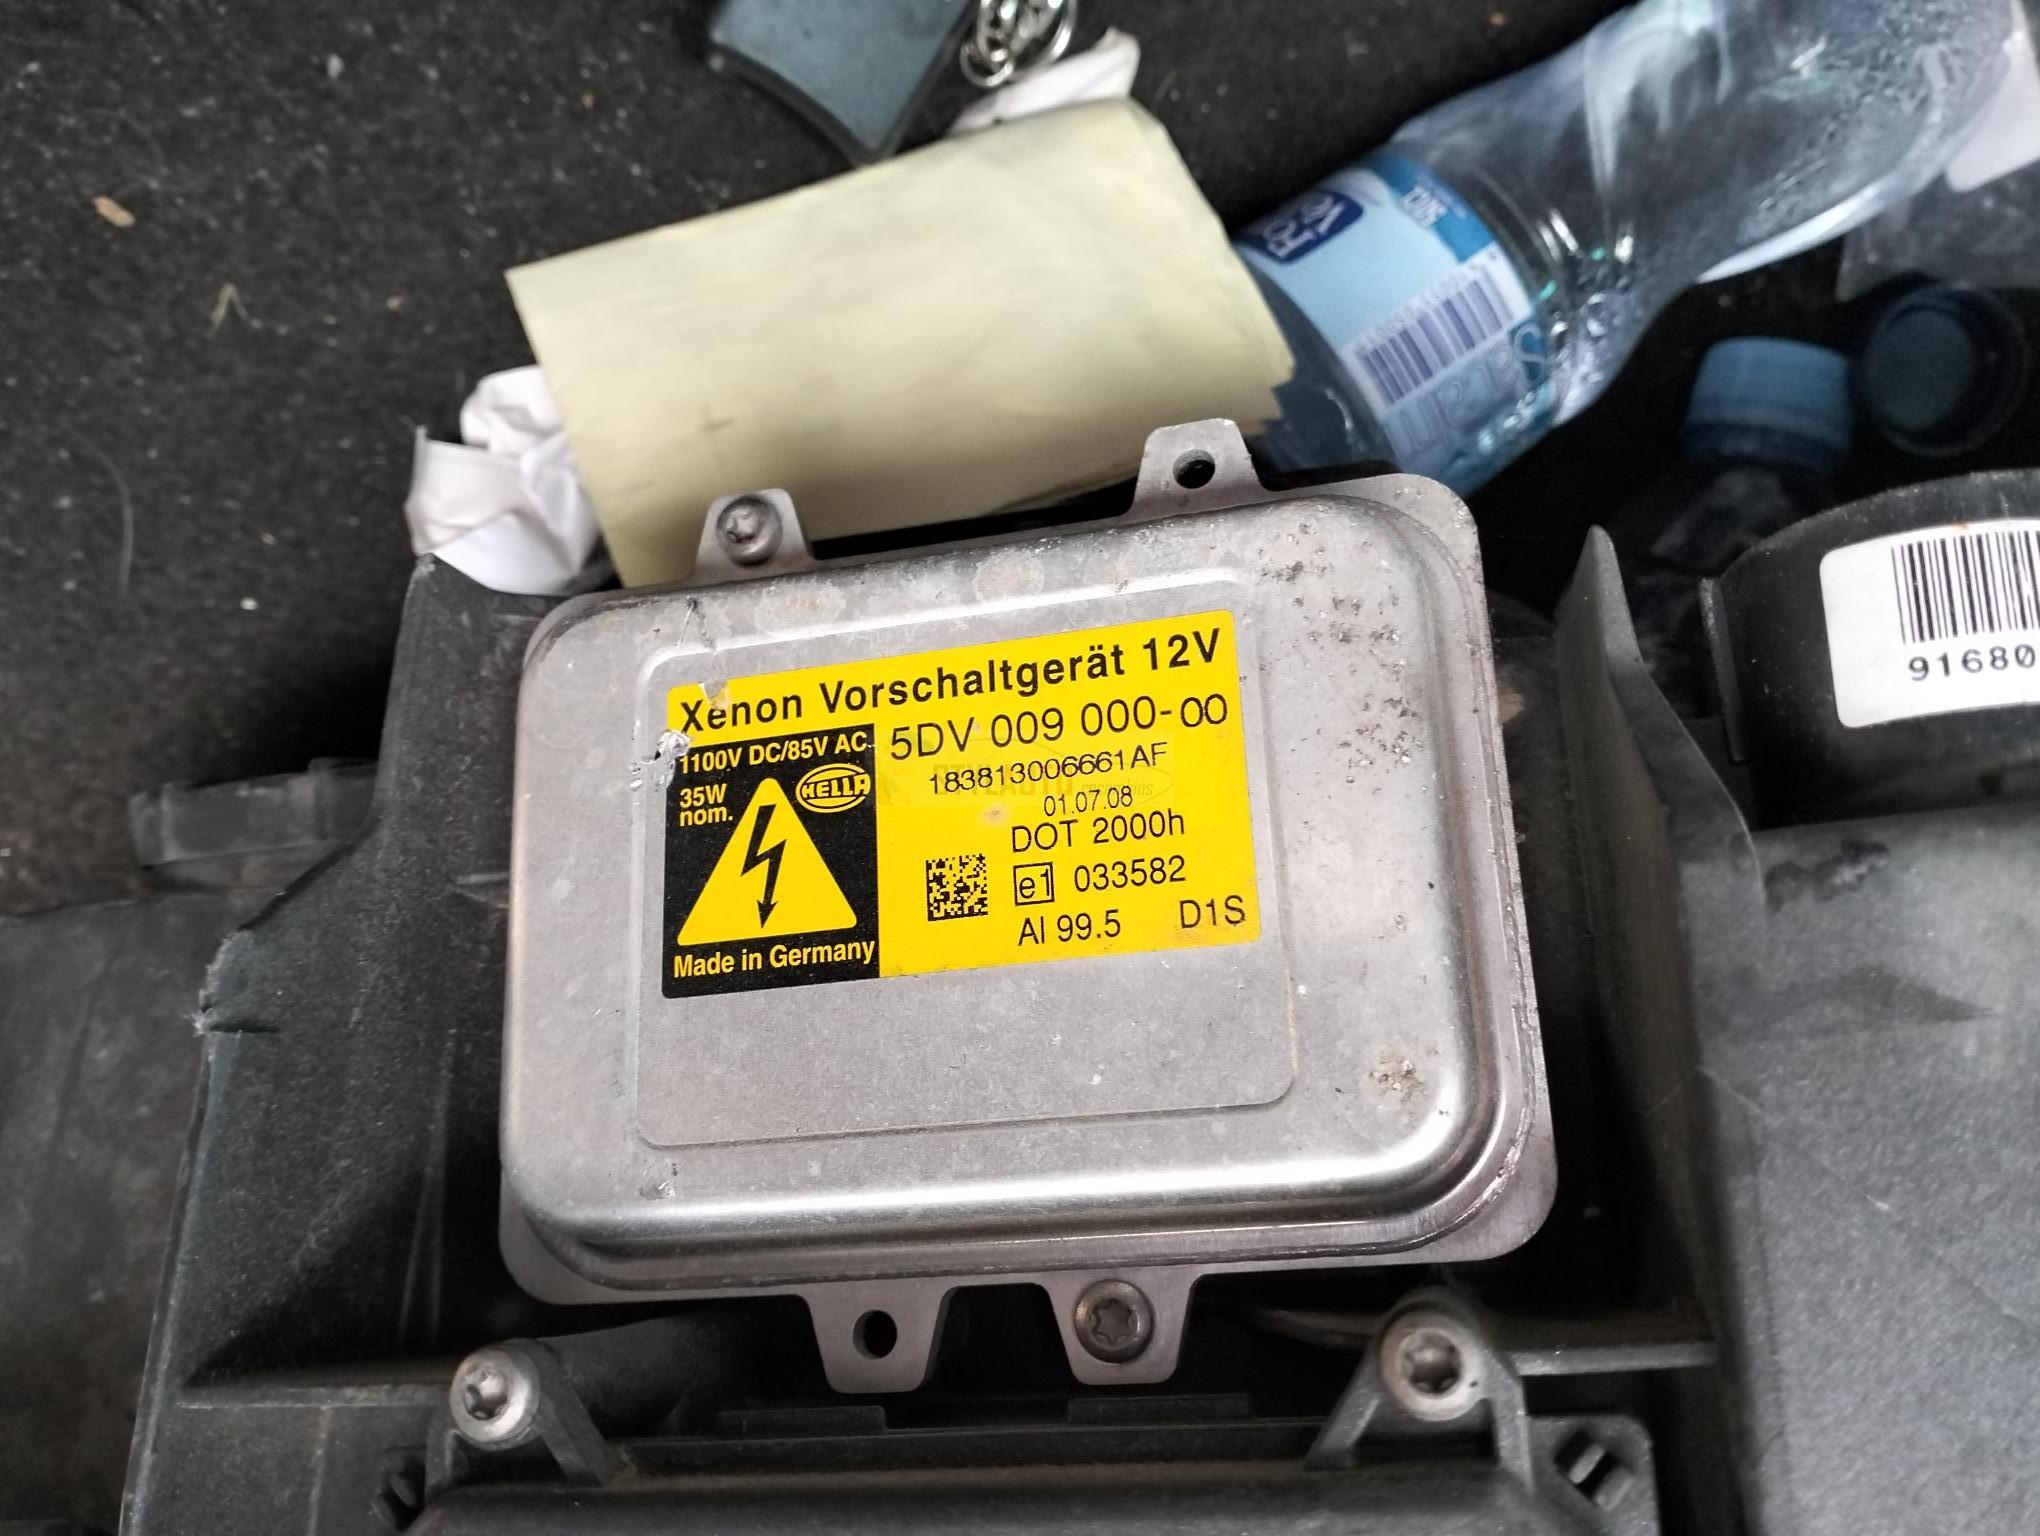 Xenon Vorschaltgerät 12V
1100V DC/85V AC
5DV 009 000-00
35W
nom.
HELLA
183813006661AF
01.07.08
DOT 2000h
e1 033582
Al 99.5 D1S
Made in Germany
91680